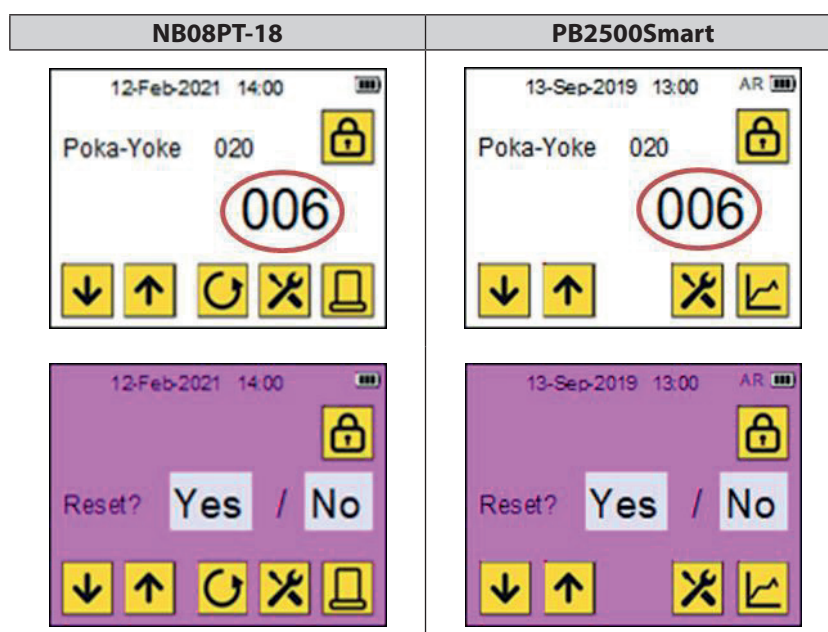 NB08PT-18
PB2500Smart
12-Feb-2021 14:00
Poka-Yoke 020
006
13-Sep-2019 13:00 AR
Poka-Yoke 020
006
12-Feb-2021 14:00
Reset? Yes / No
13-Sep-2019 13:00 AR
Reset? Yes / No